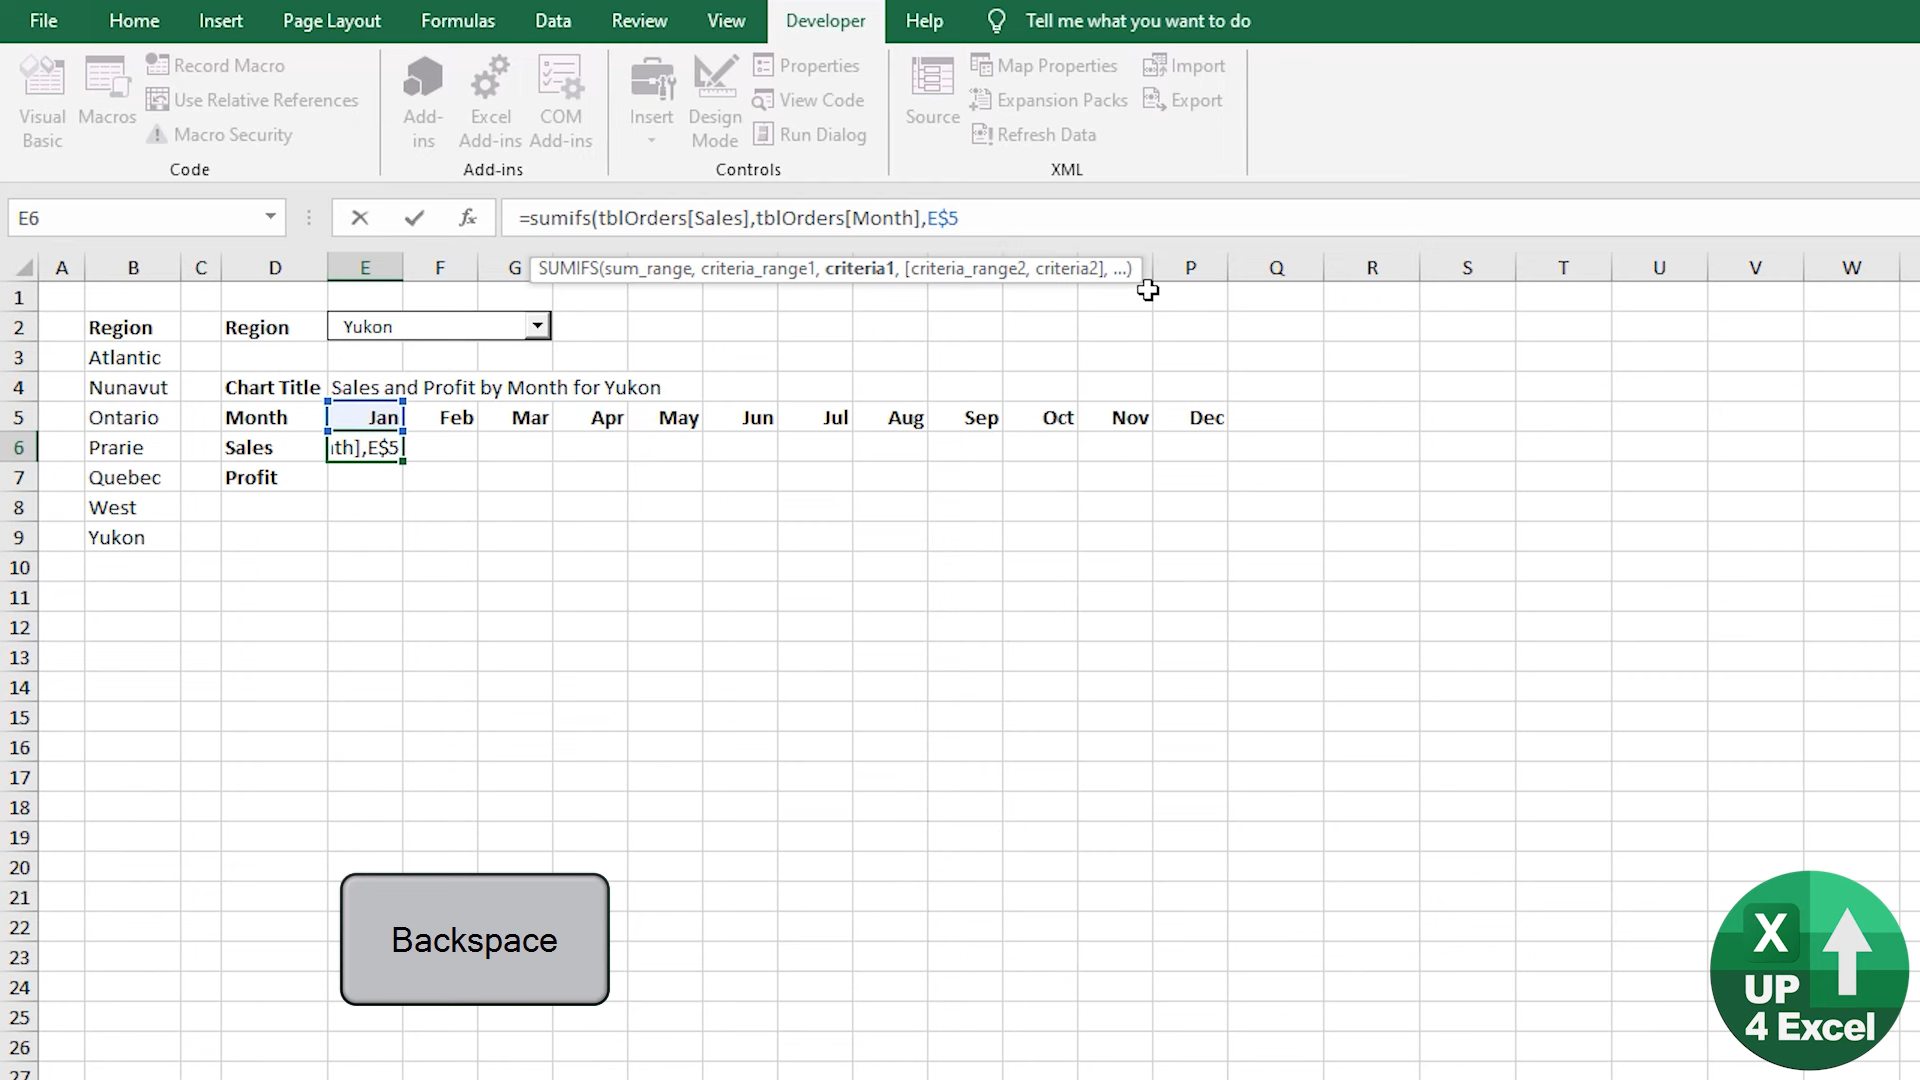 File Home Insert Page Layout Formulas Data Review View Developer Help Tell me what you want to do
Visual Basic
Macros
Record Macro
Use Relative References
Macro Security
Code
Add-ins
Excel Add-ins
COM Add-ins
Add-ins
Insert
Design Mode
Properties
View Code
Run Dialog
Controls
Source
Map Properties
Expansion Packs
Refresh Data
Import
Export
XML
E6 fx =sumifs(tblOrders[Sales],tblOrders[Month],E$5
SUMIFS(sum_range, criteria_range1, criteria1, [criteria_range2, criteria2], ...)
A B C D E F G P Q R S T U V W
1
2 Region Region Yukon
3 Atlantic
4 Nunavut Chart Title Sales and Profit by Month for Yukon
5 Ontario Month Jan Feb Mar Apr May Jun Jul Aug Sep Oct Nov Dec
6 Prarie Sales th],E$5
7 Quebec Profit
8 West
9 Yukon
10
11
12
13
14
15
16
17
18
19
20
21
22
23
24
25
26
27
Backspace
X
UP
4 Excel